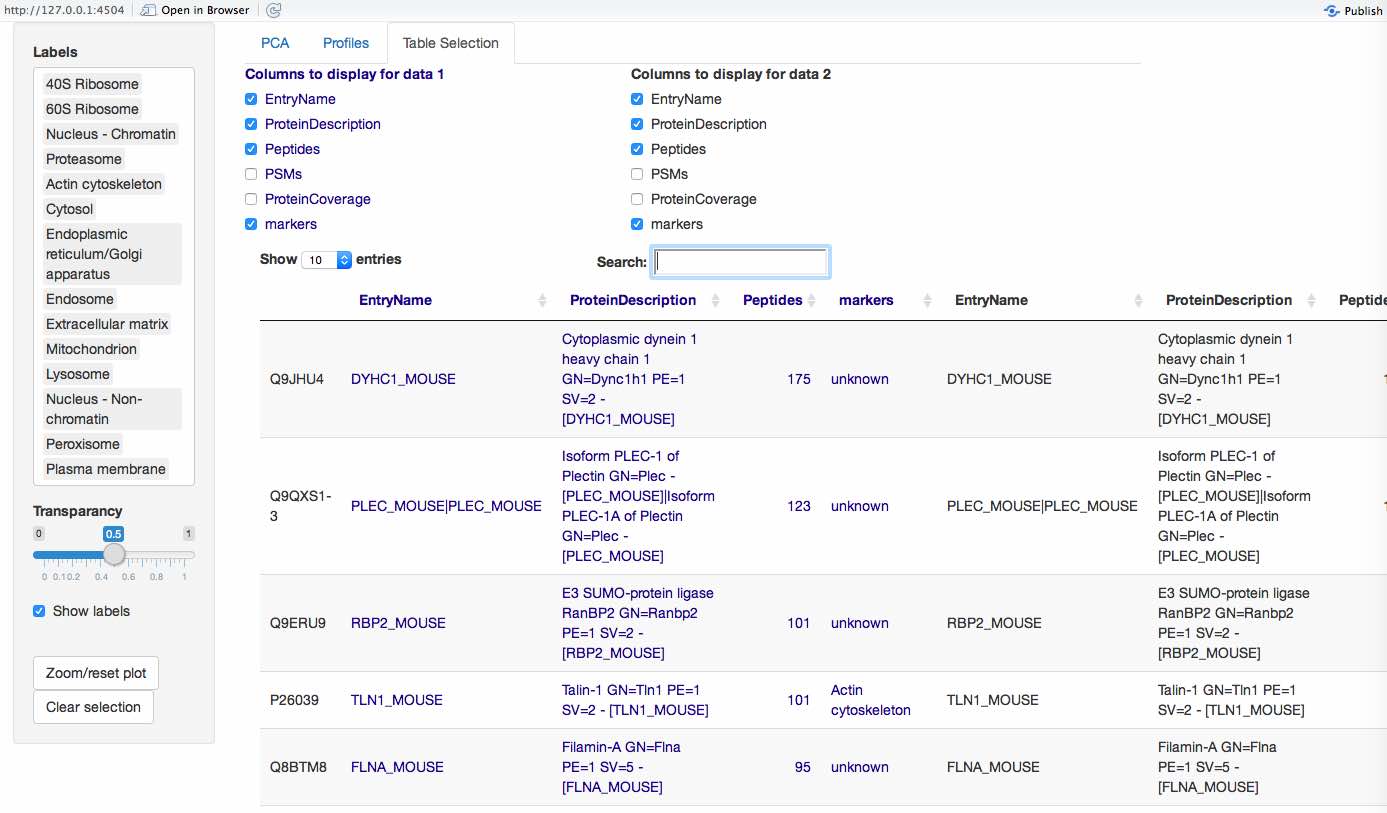 http://127.0.0.1:4504 Open in Browser Publish
Labels
40S Ribosome
60S Ribosome
Nucleus - Chromatin
Proteasome
Actin cytoskeleton
Cytosol
Endoplasmic
reticulum/Golgi
apparatus
Endosome
Extracellular matrix
Mitochondrion
Lysosome
Nucleus - Non-
chromatin
Peroxisome
Plasma membrane
Transparancy
0 0.5 1
0 0.1 0.2 0.4 0.6 0.8 1
Show labels
Zoom/reset plot
Clear selection
PCA Profiles Table Selection
Columns to display for data 1
EntryName
ProteinDescription
Peptides
PSMs
ProteinCoverage
markers
Columns to display for data 2
EntryName
ProteinDescription
Peptides
PSMs
ProteinCoverage
markers
Show 10 entries Search:
EntryName ProteinDescription Peptides markers EntryName ProteinDescription
Cytoplasmic dynein 1 Cytoplasmic dynein 1
heavy chain 1 heavy chain 1
Q9JHU4 DYHC1_MOUSE GN=Dync1h1 PE=1 175 unknown DYHC1_MOUSE GN=Dync1h1 PE=1
SV=2 - SV=2 -
[DYHC1_MOUSE] [DYHC1_MOUSE]
Isoform PLEC-1 of Isoform PLEC-1 of
Plectin GN=Plec - Plectin GN=Plec -
Q9QXS1- [PLEC_MOUSE]|Isoform [PLEC_MOUSE]|Isoform
3 PLEC_MOUSE|PLEC_MOUSE PLEC-1A of Plectin 123 unknown PLEC_MOUSE|PLEC_MOUSE PLEC-1A of Plectin
GN=Plec - GN=Plec -
[PLEC_MOUSE] [PLEC_MOUSE]
E3 SUMO-protein ligase E3 SUMO-protein ligase
RanBP2 GN=Ranbp2 RanBP2 GN=Ranbp2
Q9ERU9 RBP2_MOUSE PE=1 SV=2 - 101 unknown RBP2_MOUSE PE=1 SV=2 -
[RBP2_MOUSE] [RBP2_MOUSE]
Talin-1 GN=Tln1 PE=1 Actin Talin-1 GN=Tln1 PE=1
P26039 TLN1_MOUSE SV=2 - [TLN1_MOUSE] 101 cytoskeleton TLN1_MOUSE SV=2 - [TLN1_MOUSE]
Filamin-A GN=Flna Filamin-A GN=Flna
Q8BTM8 FLNA_MOUSE PE=1 SV=5 - 95 unknown FLNA_MOUSE PE=1 SV=5 -
[FLNA_MOUSE] [FLNA_MOUSE]